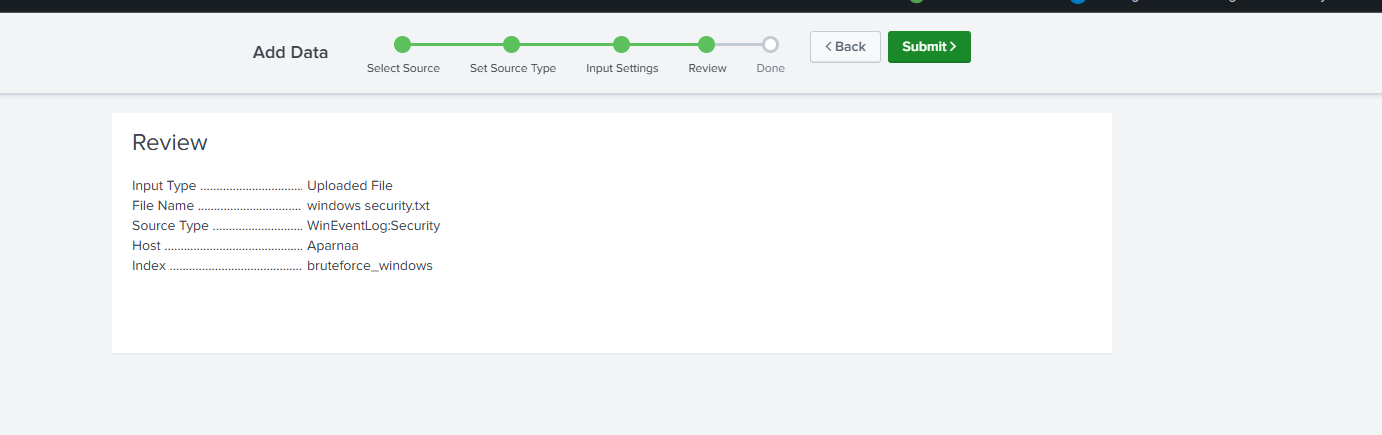 Add Data
Select Source
Set Source Type
Input Settings
Review
Done
< Back
Submit >
Review
Input Type ................................ Uploaded File
File Name ................................ windows security.txt
Source Type ............................ WinEventLog:Security
Host ........................................... Aparnaa
Index ......................................... bruteforce_windows